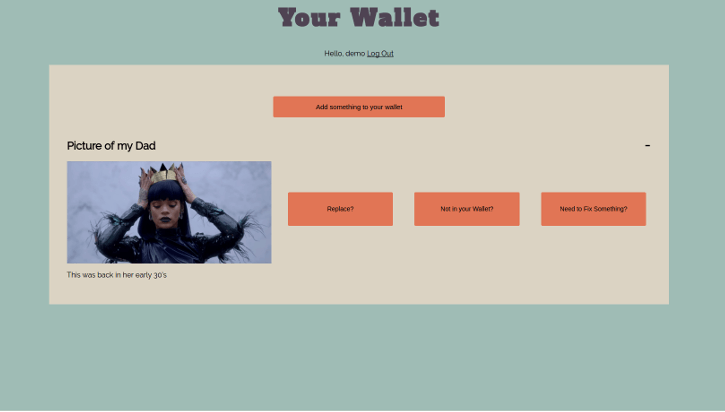 Your Wallet
Hello, demo Log Out
Add something to your wallet
Picture of my Dad
–
Replace?
Not in your Wallet?
Need to Fix Something?
This was back in her early 30's